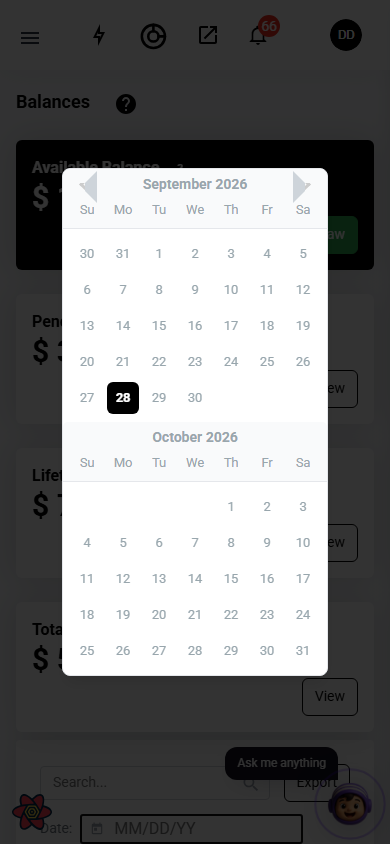 66
DD
Balances
?
Available Balance
$
September 2026
Su Mo Tu We Th Fr Sa
30 31 1 2 3 4 5
6 7 8 9 10 11 12
13 14 15 16 17 18 19
20 21 22 23 24 25 26
27 28 29 30
October 2026
Su Mo Tu We Th Fr Sa
1 2 3
4 5 6 7 8 9 10
11 12 13 14 15 16 17
18 19 20 21 22 23 24
25 26 27 28 29 30 31
$
$
$
View
Ask me anything
Search...
Export
Date:
MM/DD/YY